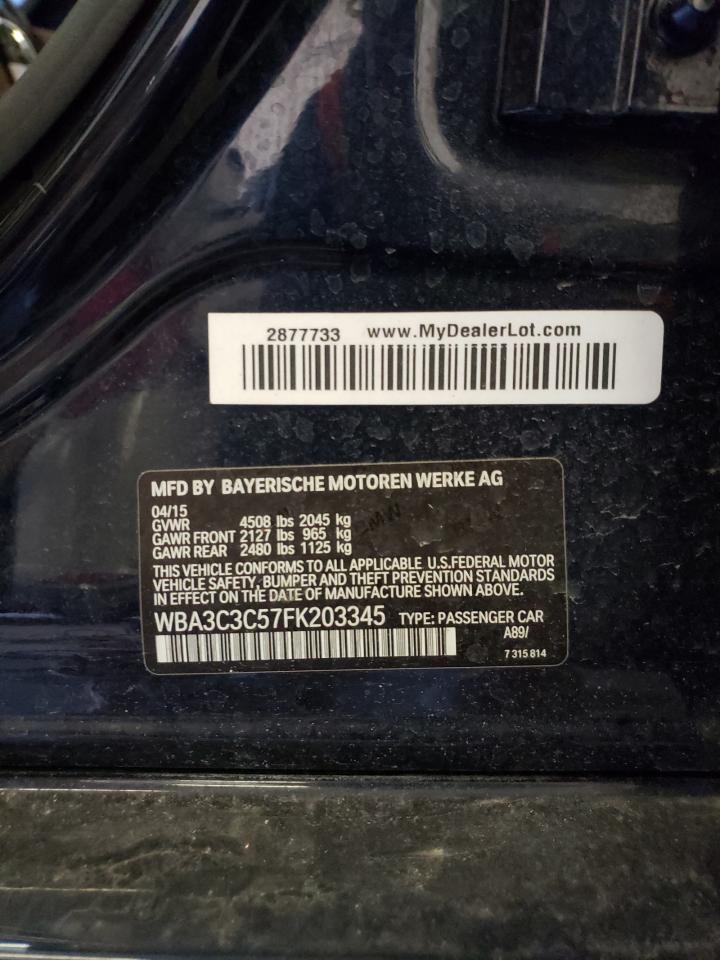 2877733 www.MyDealerLot.com
MFD BY BAYERISCHE MOTOREN WERKE AG
04/15
GVWR 4508 lbs 2045 kg
GAWR FRONT 2127 lbs 965 kg
GAWR REAR 2480 lbs 1125 kg
THIS VEHICLE CONFORMS TO ALL APPLICABLE U.S.FEDERAL MOTOR
VEHICLE SAFETY, BUMPER AND THEFT PREVENTION STANDARDS
IN EFFECT ON THE DATE OF MANUFACTURE SHOWN ABOVE.
WBA3C3C57FK203345 TYPE: PASSENGER CAR
A89/
7 315 814